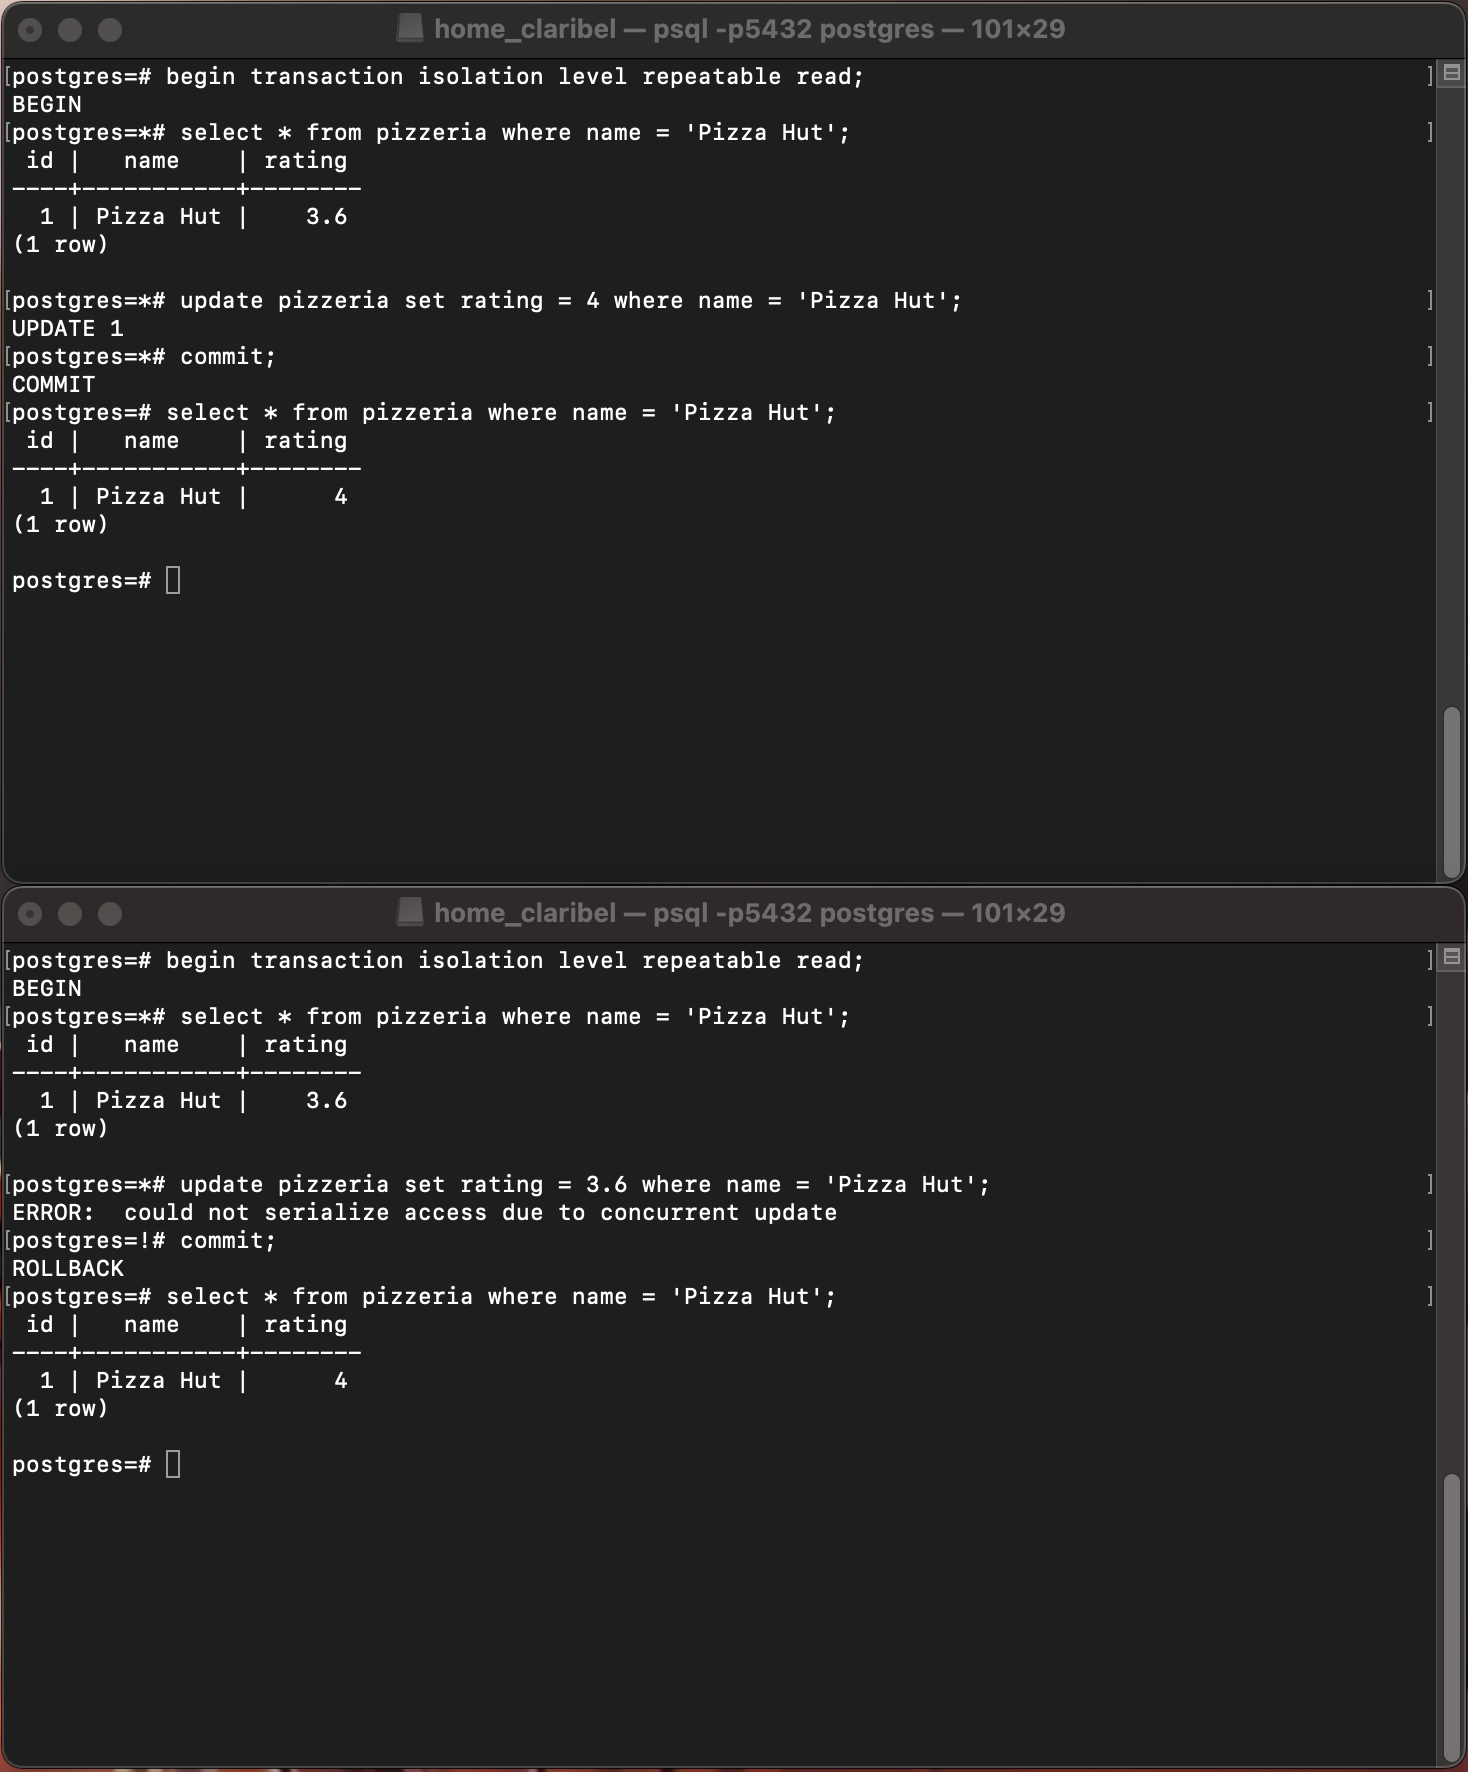 home_claribel — psql -p5432 postgres — 101×29
[postgres=# begin transaction isolation level repeatable read; ]
BEGIN
[postgres=*# select * from pizzeria where name = 'Pizza Hut'; ]
 id |   name    | rating
----+-----------+--------
  1 | Pizza Hut |    3.6
(1 row)

[postgres=*# update pizzeria set rating = 4 where name = 'Pizza Hut'; ]
UPDATE 1
[postgres=*# commit; ]
COMMIT
[postgres=# select * from pizzeria where name = 'Pizza Hut'; ]
 id |   name    | rating
----+-----------+--------
  1 | Pizza Hut |      4
(1 row)

postgres=#
home_claribel — psql -p5432 postgres — 101×29
[postgres=# begin transaction isolation level repeatable read; ]
BEGIN
[postgres=*# select * from pizzeria where name = 'Pizza Hut'; ]
 id |   name    | rating
----+-----------+--------
  1 | Pizza Hut |    3.6
(1 row)

[postgres=*# update pizzeria set rating = 3.6 where name = 'Pizza Hut'; ]
ERROR:  could not serialize access due to concurrent update
[postgres=!# commit; ]
ROLLBACK
[postgres=# select * from pizzeria where name = 'Pizza Hut'; ]
 id |   name    | rating
----+-----------+--------
  1 | Pizza Hut |      4
(1 row)

postgres=#